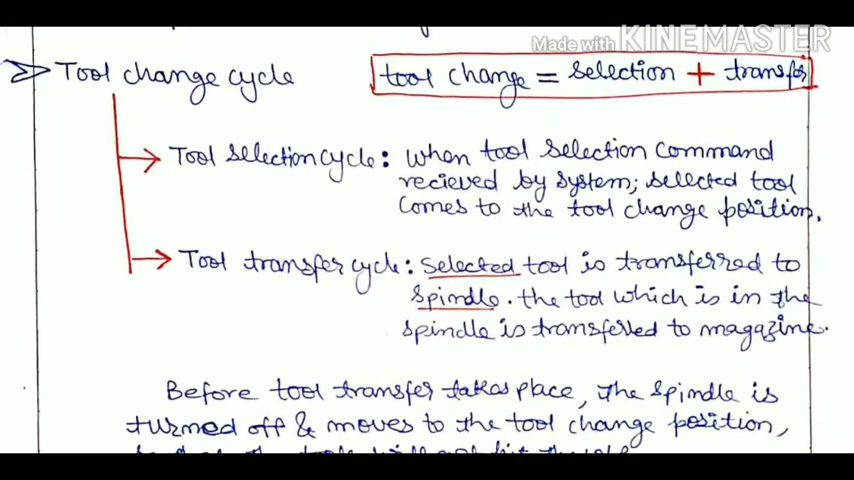 Made with KINEMASTER
Tool change cycle
tool change = selection + transfer
Tool selection cycle: when tool selection command
recieved by system; selected tool
comes to the tool change position.
Tool transfer cycle: selected tool is transferred to
spindle. the tool which is in the
spindle is transferred to magazine.
Before tool transfer takes place, the spindle is
turned off & moves to the tool change position,